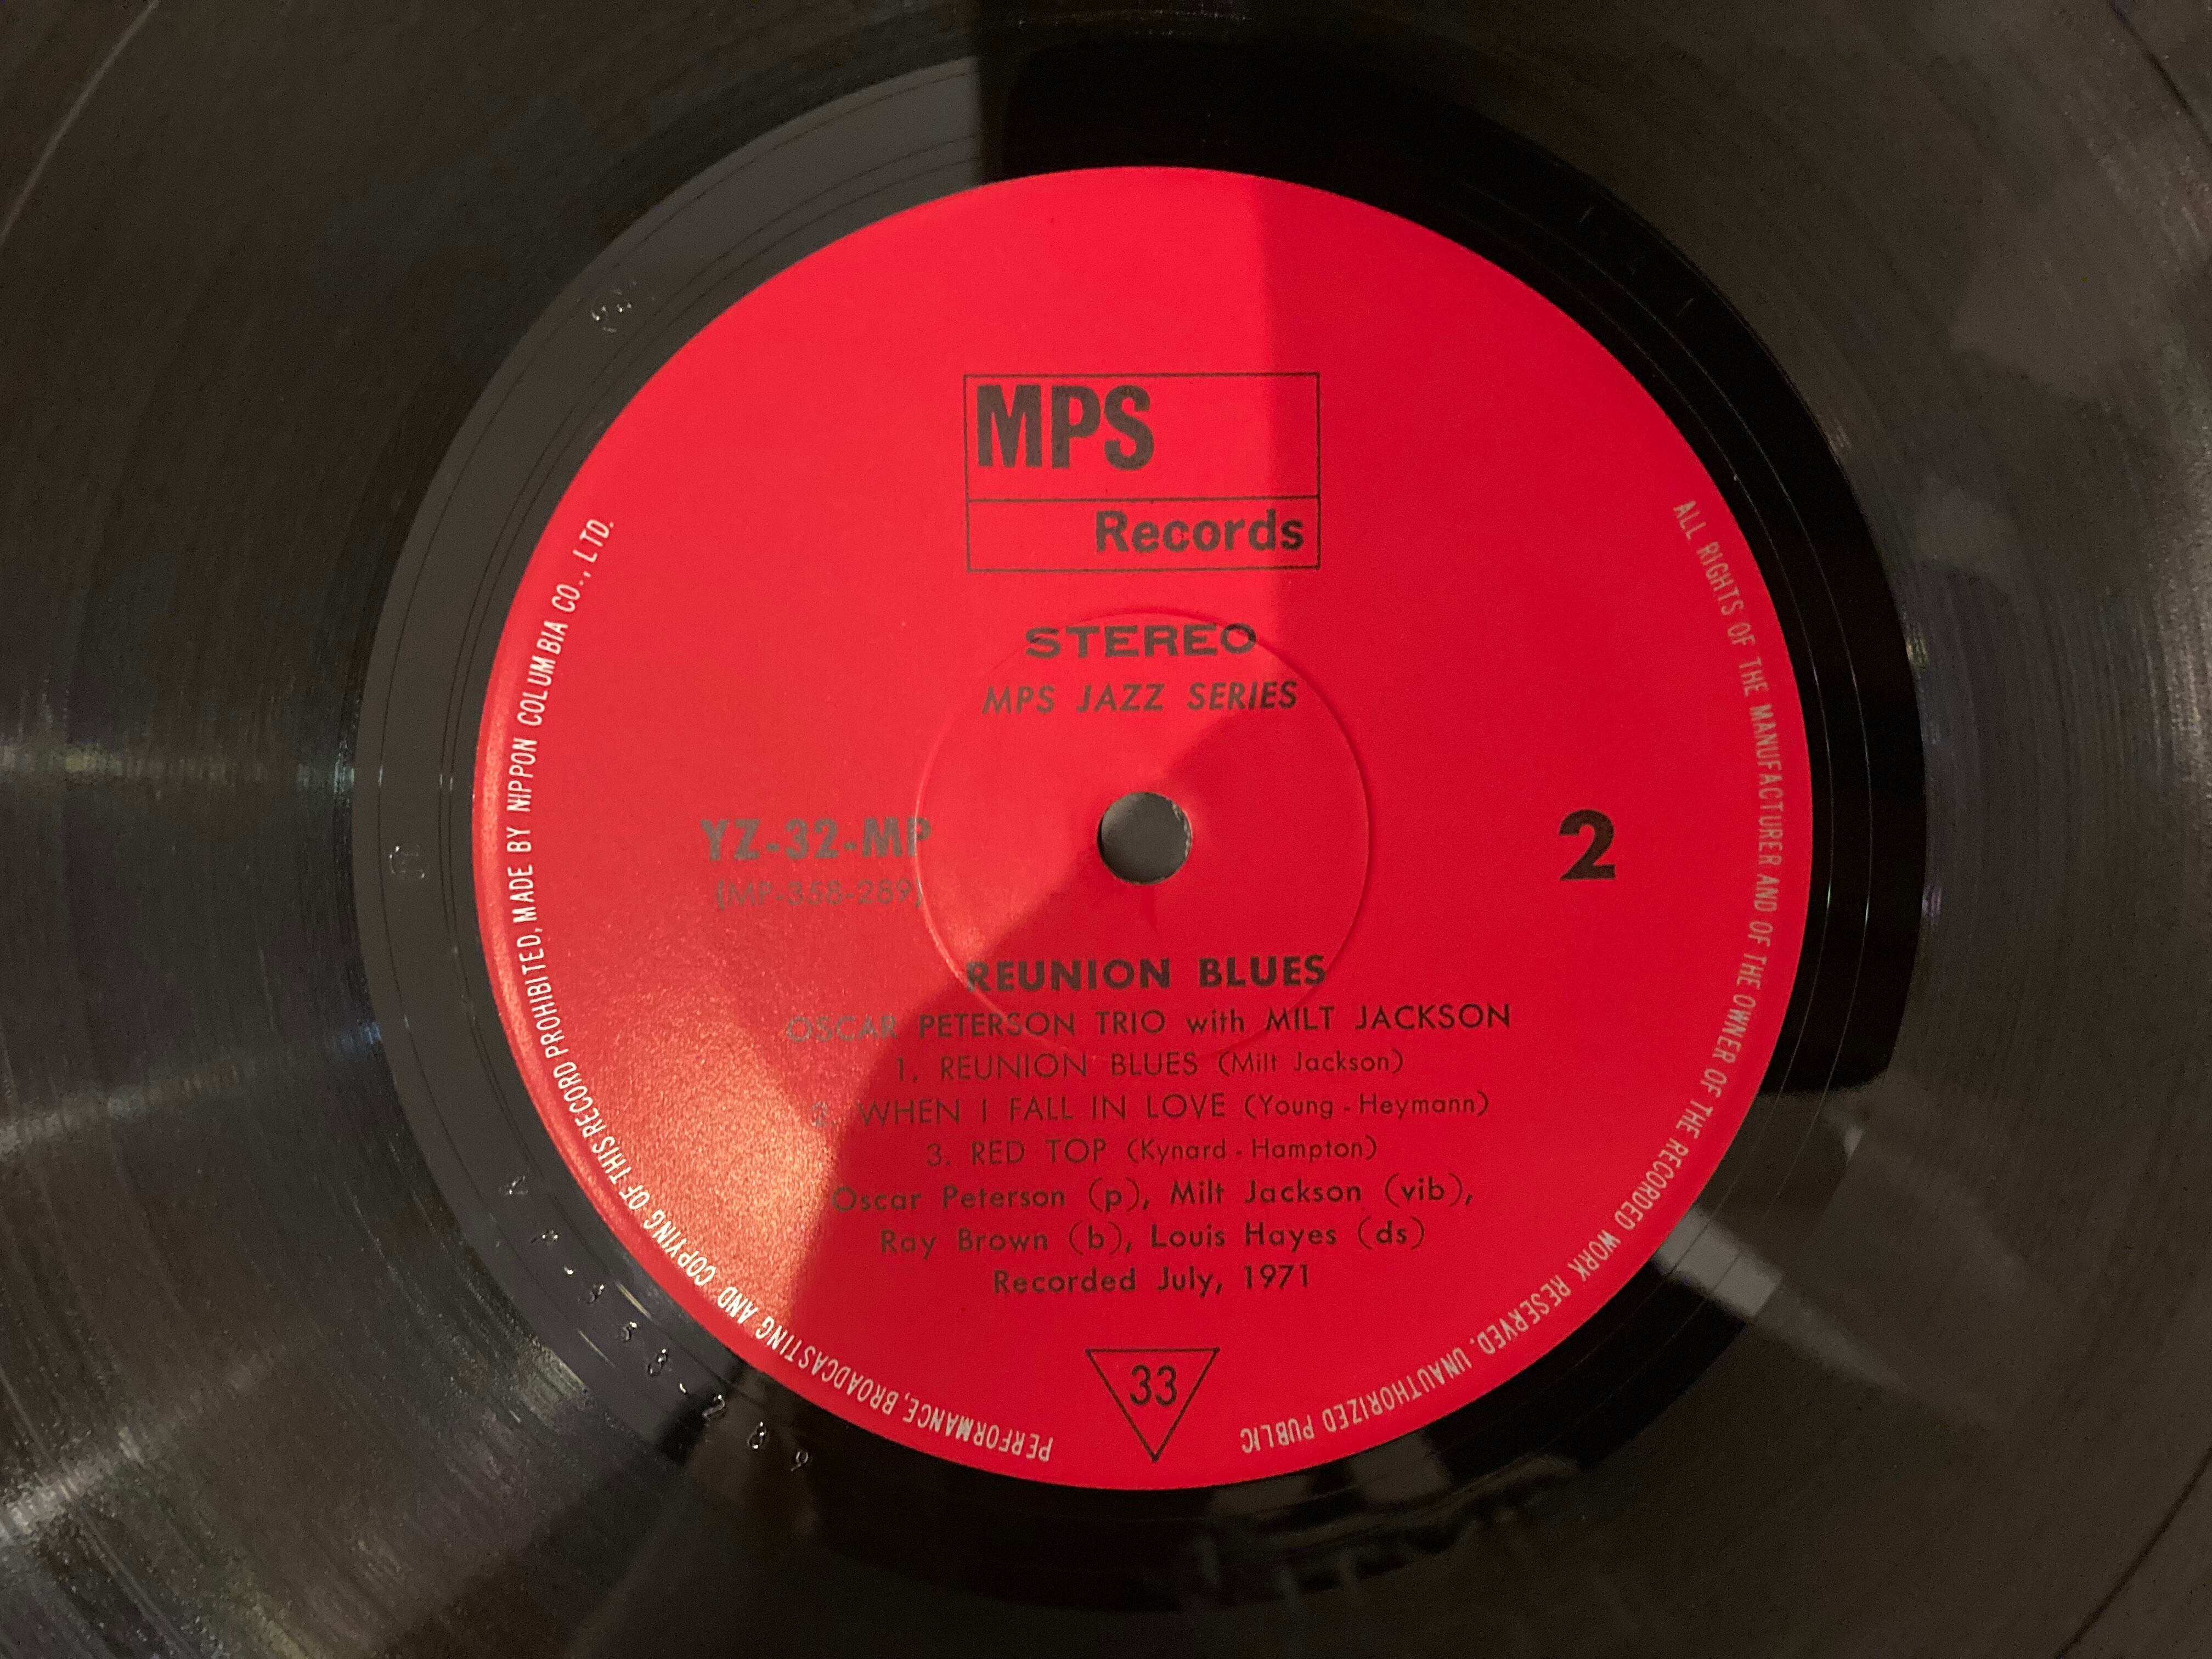 MPS
Records
STEREO
MPS JAZZ SERIES
YZ-32-MP
(MP-358-289)
2
REUNION BLUES
OSCAR PETERSON TRIO with MILT JACKSON
1. REUNION BLUES (Milt Jackson)
2. WHEN I FALL IN LOVE (Young-Heymann)
3. RED TOP (Kynard-Hampton)
Oscar Peterson (p), Milt Jackson (vib),
Ray Brown (b), Louis Hayes (ds)
Recorded July, 1971
33
ALL RIGHTS OF THE MANUFACTURER AND OF THE OWNER OF THE RECORDED WORK RESERVED. UNAUTHORIZED PUBLIC
PERFORMANCE, BROADCASTING AND COPYING OF THIS RECORD PROHIBITED, MADE BY NIPPON COLUMBIA CO., LTD.